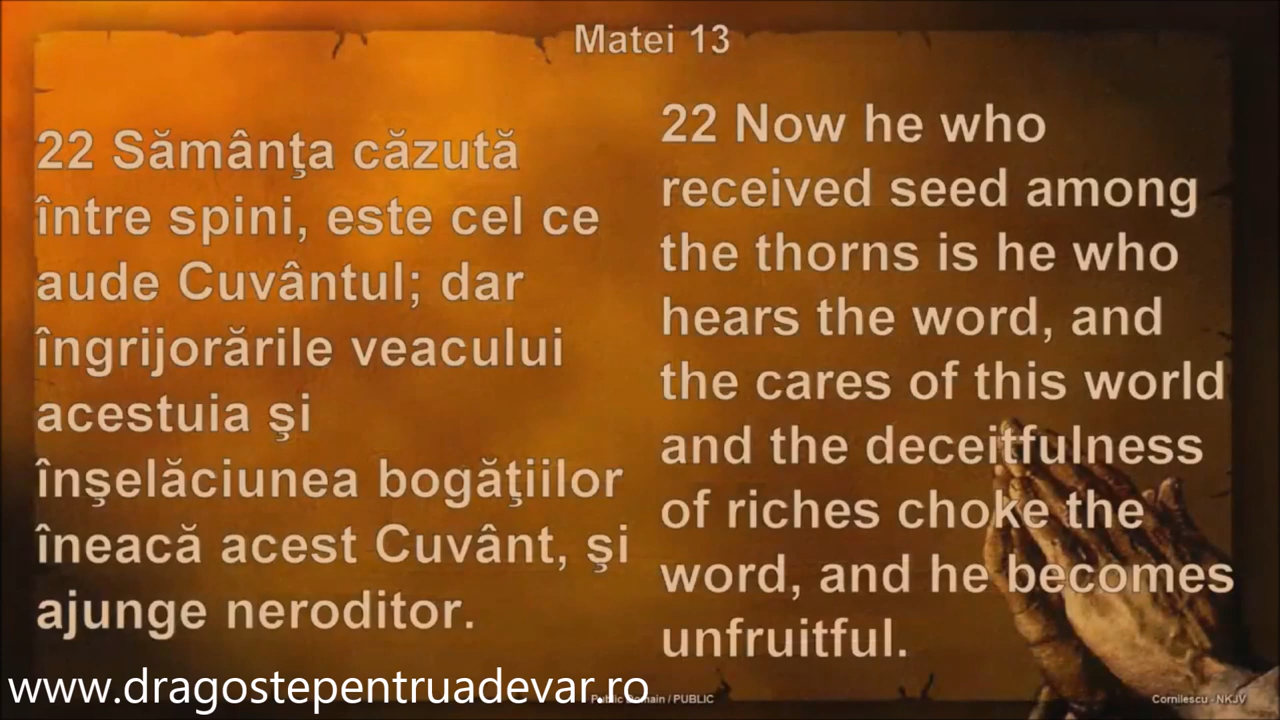 Matei 13
22 Sămânţa căzută
între spini, este cel ce
aude Cuvântul; dar
îngrijorările veacului
acestuia şi
înşelăciunea bogăţiilor
îneacă acest Cuvânt, şi
ajunge neroditor.
22 Now he who
received seed among
the thorns is he who
hears the word, and
the cares of this world
and the deceitfulness
of riches choke the
word, and he becomes
unfruitful.
www.dragostepentruadevar.ro
Public Domain / PUBLIC
Cornilescu - NKJV